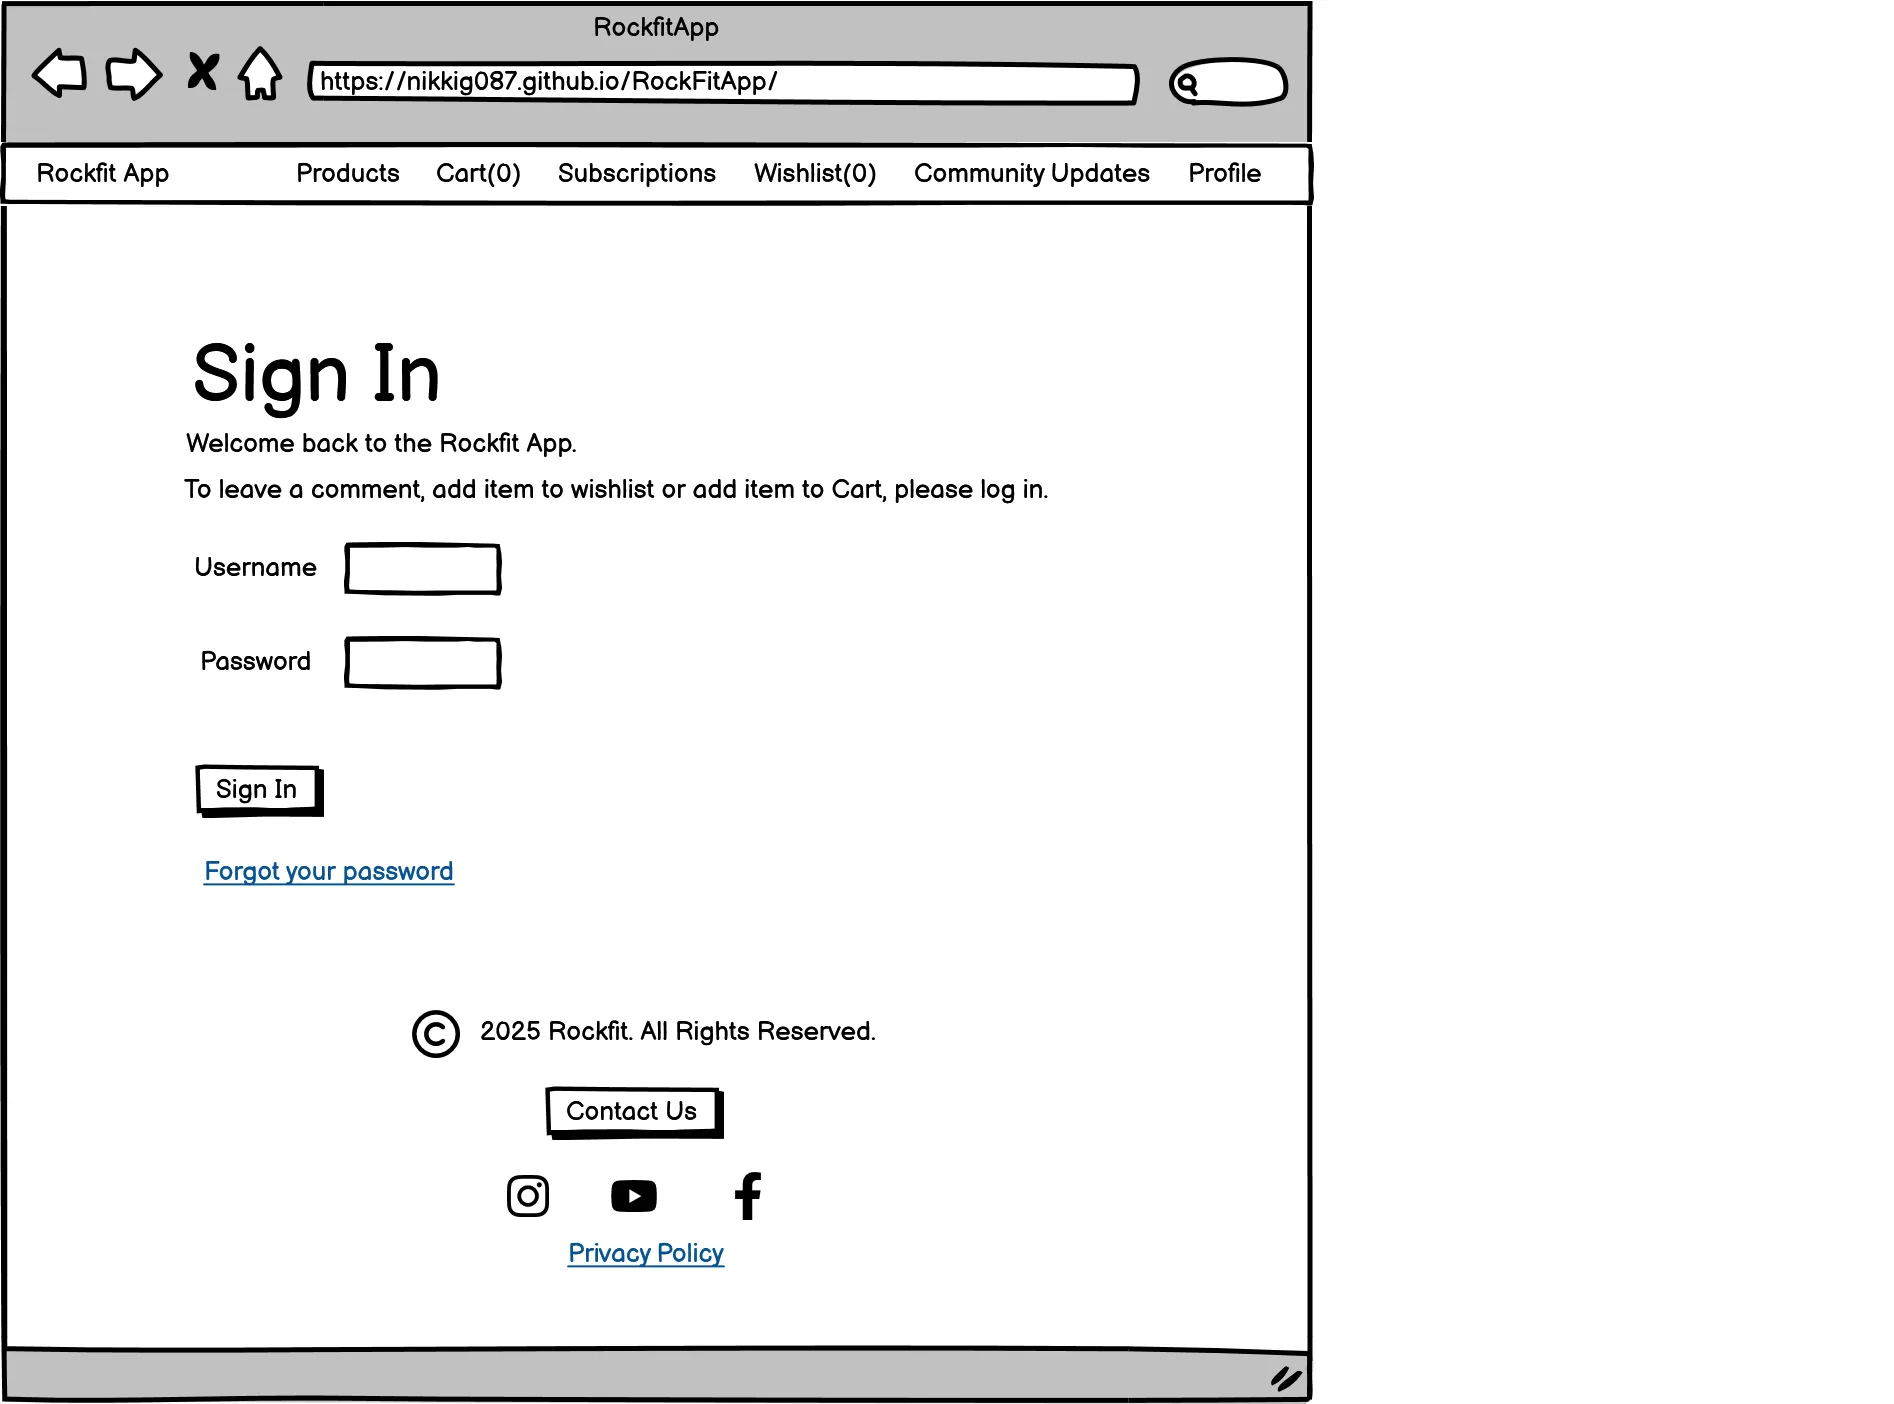 RockfitApp
https://nikkig087.github.io/RockFitApp/
Rockfit App Products Cart(0) Subscriptions Wishlist(0) Community Updates Profile
Sign In
Welcome back to the Rockfit App.
To leave a comment, add item to wishlist or add item to Cart, please log in.
Username
Password
Sign In
Forgot your password
© 2025 Rockfit. All Rights Reserved.
Contact Us
Privacy Policy